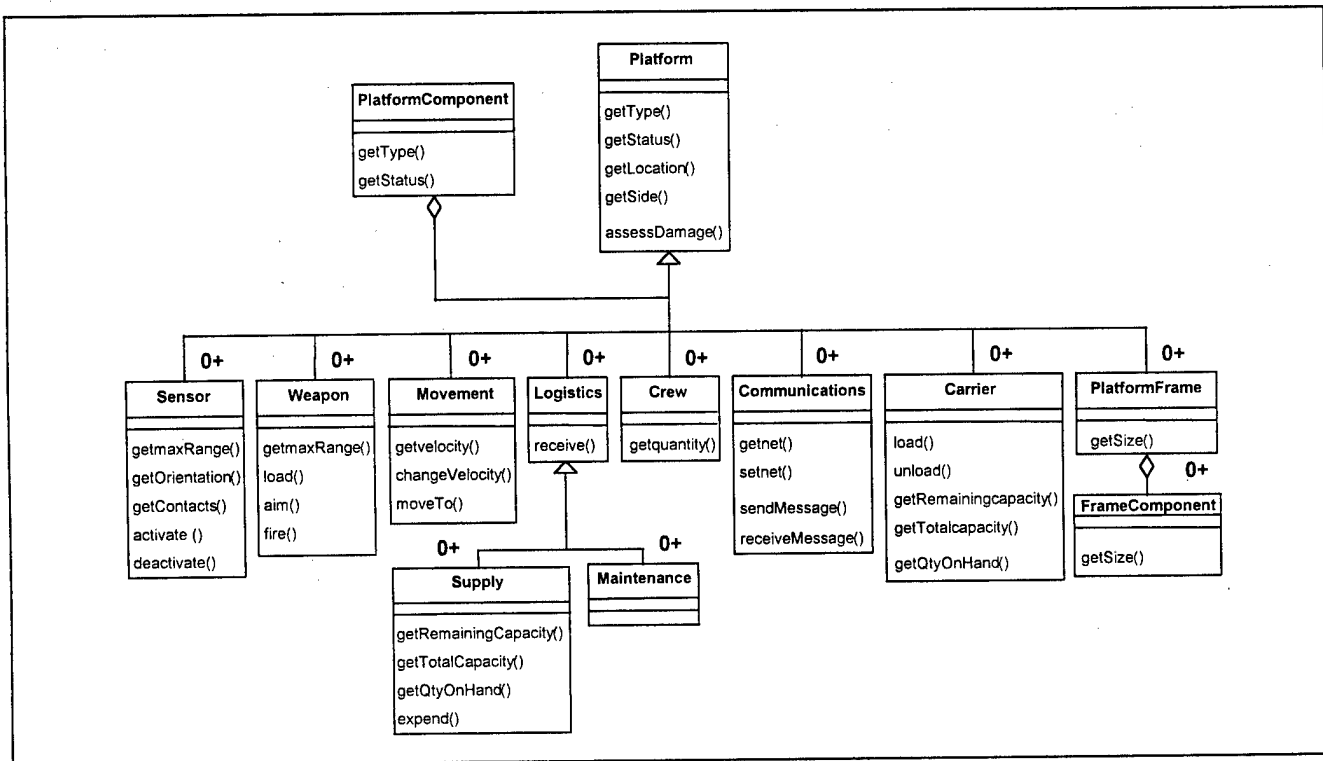 Platform
getType()
getStatus()
getLocation()
getSide()
assessDamage()
PlatformComponent
getType()
getStatus()
0+ 0+ 0+ 0+ 0+ 0+ 0+ 0+
Sensor
getmaxRange()
getOrientation()
getContacts()
activate ()
deactivate()
Weapon
getmaxRange()
load()
aim()
fire()
Movement
getvelocity()
changeVelocity()
moveTo()
Logistics
receive()
Crew
getquantity()
Communications
getnet()
setnet()
sendMessage()
receiveMessage()
Carrier
load()
unload()
getRemainingcapacity()
getTotalcapacity()
getQtyOnHand()
PlatformFrame
getSize()
0+
FrameComponent
getSize()
0+ 0+
Supply
getRemainingCapacity()
getTotalCapacity()
getQtyOnHand()
expend()
Maintenance